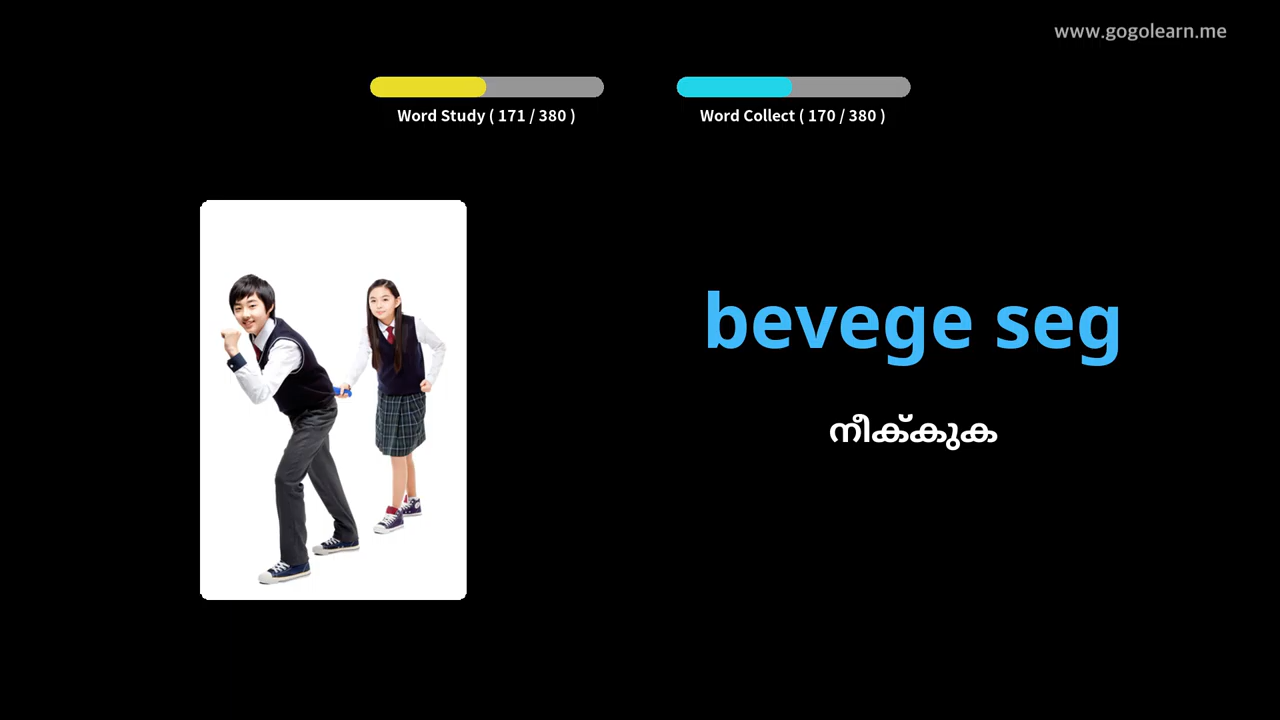 www.gogolearn.me
Word Study ( 171 / 380 )
Word Collect ( 170 / 380 )
bevege seg
നീക്കുക